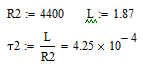 R2 := 4400 L := 1.87
τ2 := L / R2 = 4.25 × 10^-4